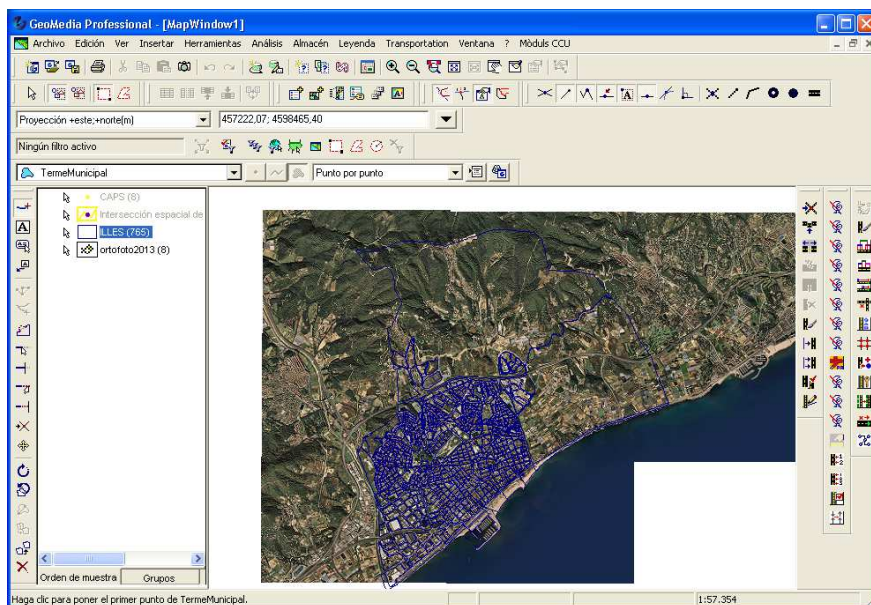 GeoMedia Professional - [MapWindow1]
Archivo Edición Ver Insertar Herramientas Análisis Almacén Leyenda Transportation Ventana ? Mòduls CCU
Proyección +este;+norte(m) 457222,07; 4598465,40
Ningún filtro activo
TermeMunicipal Punto por punto
CAPS (8)
Intersección espacial de
ILLES (765)
ortofoto2013 (8)
Orden de muestra Grupos
Haga clic para poner el primer punto de TermeMunicipal. 1:57.354